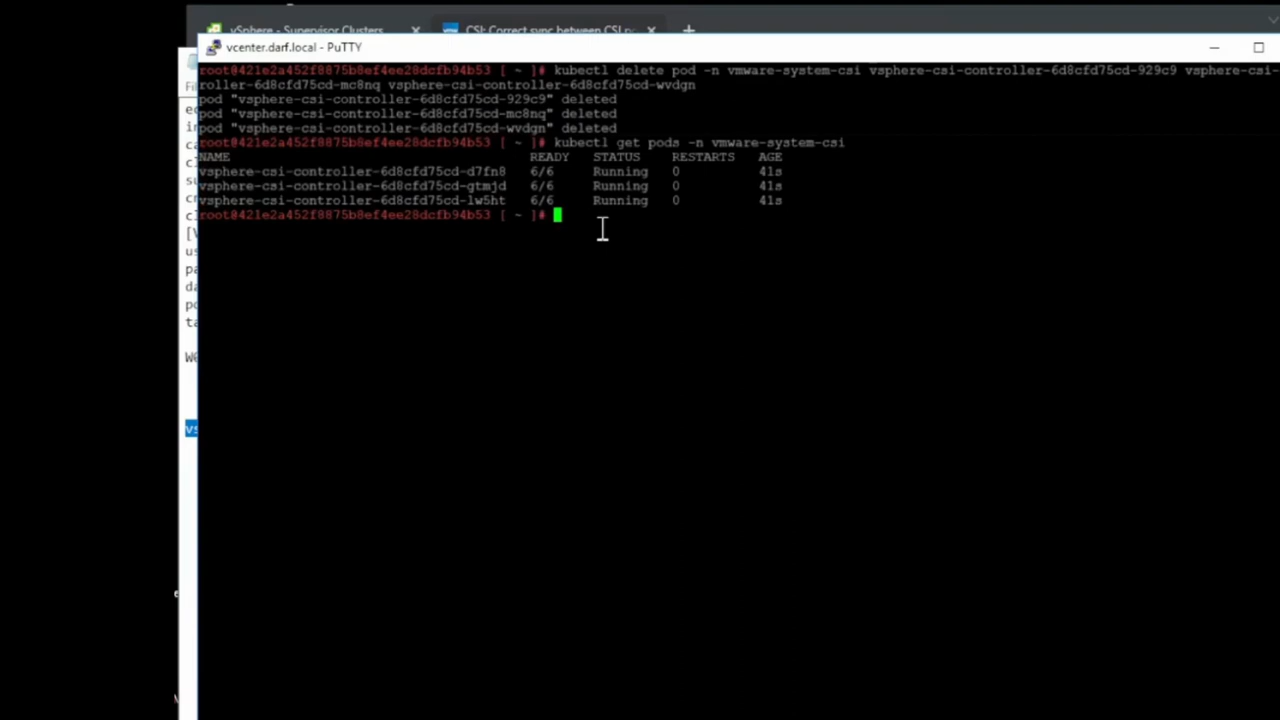 vSphere - Supervisor Clusters
CSI: Correct sync between CSI
vcenter.darf.local - PuTTY
root@421e2a452f8875b8ef4ee28dcfb94b53 [ ~ ]# kubectl delete pod -n vmware-system-csi vsphere-csi-controller-6d8cfd75cd-929c9 vsphere-csi-
roller-6d8cfd75cd-mc8nq vsphere-csi-controller-6d8cfd75cd-wvdgn
pod "vsphere-csi-controller-6d8cfd75cd-929c9" deleted
pod "vsphere-csi-controller-6d8cfd75cd-mc8nq" deleted
pod "vsphere-csi-controller-6d8cfd75cd-wvdgn" deleted
root@421e2a452f8875b8ef4ee28dcfb94b53 [ ~ ]# kubectl get pods -n vmware-system-csi
NAME READY STATUS RESTARTS AGE
vsphere-csi-controller-6d8cfd75cd-d7fn8 6/6 Running 0 41s
vsphere-csi-controller-6d8cfd75cd-gtmjd 6/6 Running 0 41s
vsphere-csi-controller-6d8cfd75cd-lw5ht 6/6 Running 0 41s
root@421e2a452f8875b8ef4ee28dcfb94b53 [ ~ ]#